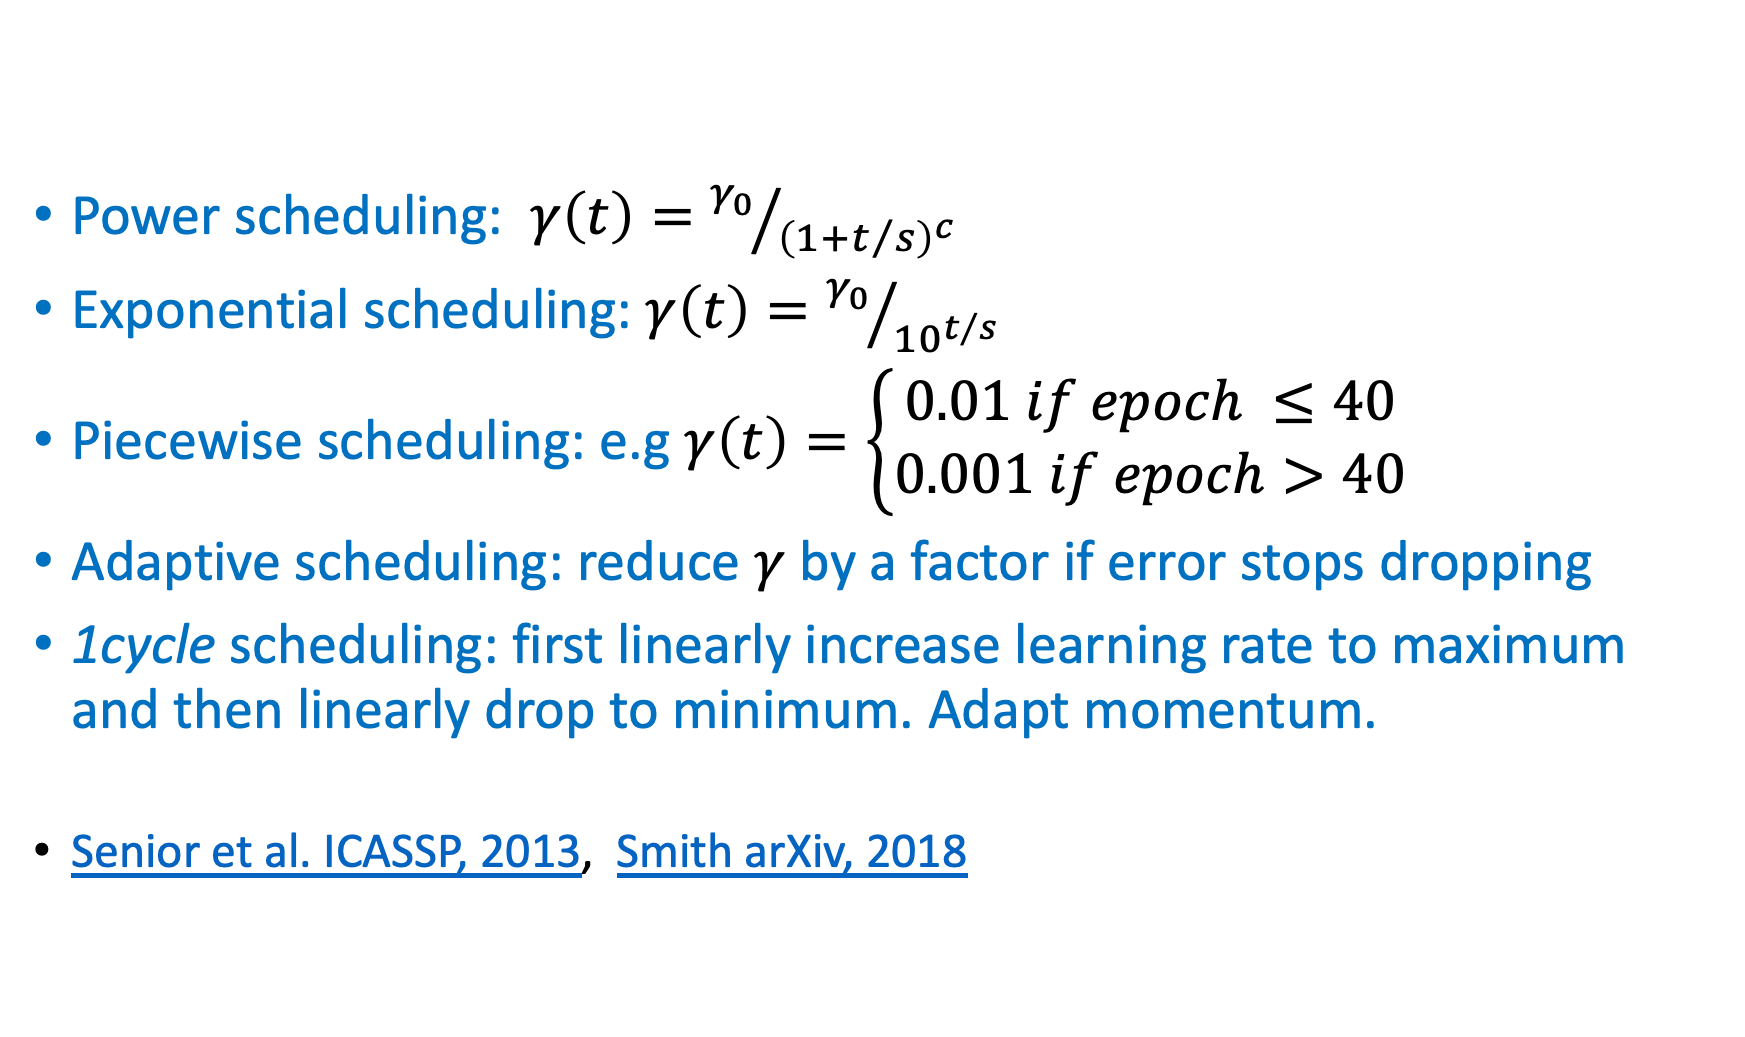 • Power scheduling: γ(t) = γ₀/(1+t/s)ᶜ
• Exponential scheduling: γ(t) = γ₀/10^{t/s}
• Piecewise scheduling: e.g γ(t) = { 0.01 if epoch ≤ 40
0.001 if epoch > 40
• Adaptive scheduling: reduce γ by a factor if error stops dropping
• 1cycle scheduling: first linearly increase learning rate to maximum
and then linearly drop to minimum. Adapt momentum.
• Senior et al. ICASSP, 2013, Smith arXiv, 2018